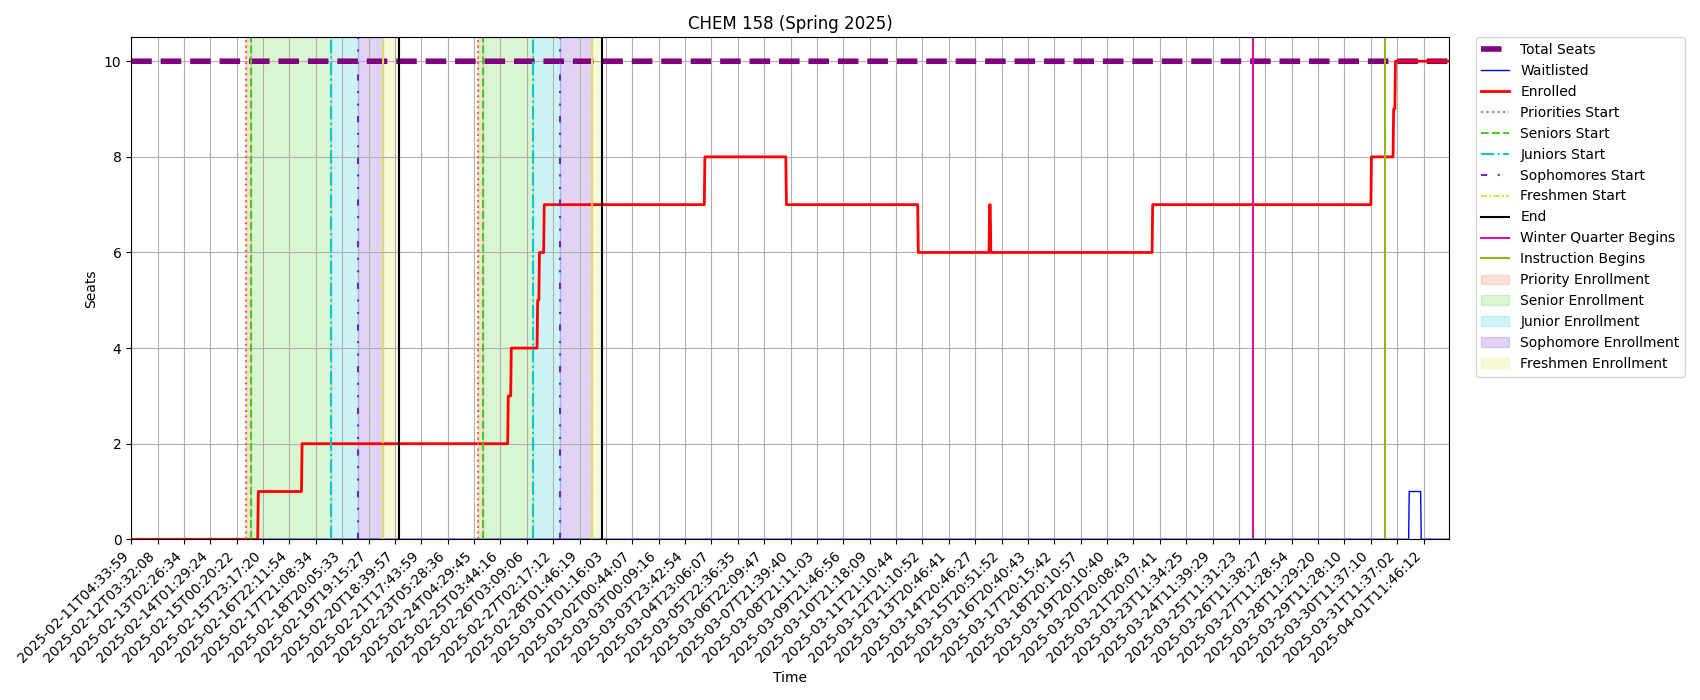 CHEM 158 (Spring 2025)
Seats
10
8
6
4
2
0
2025-02-11T04:33:59
2025-02-12T03:32:08
2025-02-13T02:26:34
2025-02-14T01:29:24
2025-02-15T00:20:22
2025-02-15T23:17:20
2025-02-16T22:11:54
2025-02-17T21:08:34
2025-02-18T20:05:33
2025-02-19T19:15:27
2025-02-20T18:39:57
2025-02-21T17:43:59
2025-02-23T05:28:36
2025-02-24T04:29:45
2025-02-25T03:44:16
2025-02-26T03:09:06
2025-02-27T02:17:12
2025-02-28T01:46:19
2025-03-01T01:16:03
2025-03-02T00:44:07
2025-03-03T00:09:16
2025-03-03T23:42:54
2025-03-04T23:06:07
2025-03-05T22:36:35
2025-03-06T22:09:47
2025-03-07T21:39:40
2025-03-08T21:11:03
2025-03-09T21:46:56
2025-03-10T21:18:09
2025-03-11T21:10:44
2025-03-12T21:10:52
2025-03-13T20:46:41
2025-03-14T20:46:27
2025-03-15T20:51:52
2025-03-16T20:40:43
2025-03-17T20:15:42
2025-03-18T20:10:57
2025-03-19T20:10:40
2025-03-20T20:08:43
2025-03-21T20:07:41
2025-03-23T11:34:25
2025-03-24T11:39:29
2025-03-25T11:31:23
2025-03-26T11:38:27
2025-03-27T11:28:54
2025-03-28T11:29:20
2025-03-29T11:28:10
2025-03-30T11:37:10
2025-03-31T11:37:02
2025-04-01T11:46:12
Time
Total Seats
Waitlisted
Enrolled
Priorities Start
Seniors Start
Juniors Start
Sophomores Start
Freshmen Start
End
Winter Quarter Begins
Instruction Begins
Priority Enrollment
Senior Enrollment
Junior Enrollment
Sophomore Enrollment
Freshmen Enrollment